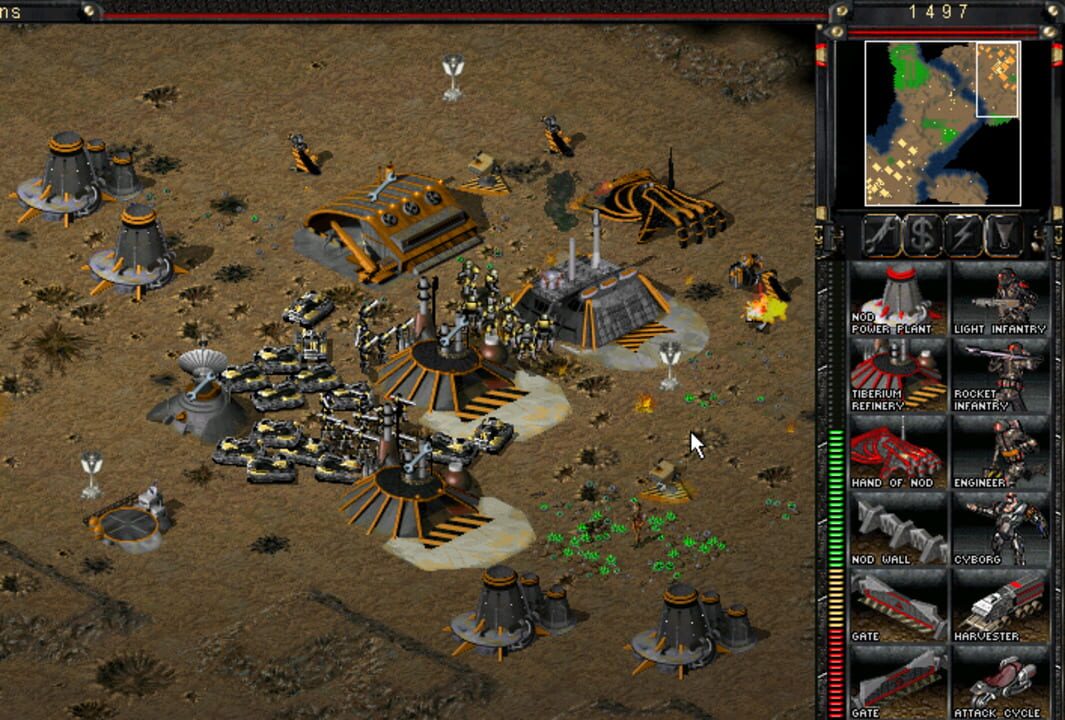 ns
1497
NOD
POWER PLANT
LIGHT INFANTRY
TIBERIUM
REFINERY
ROCKET
INFANTRY
HAND OF NOD
ENGINEER
NOD WALL
CYBORG
GATE
HARVESTER
GATE
ATTACK CYCLE